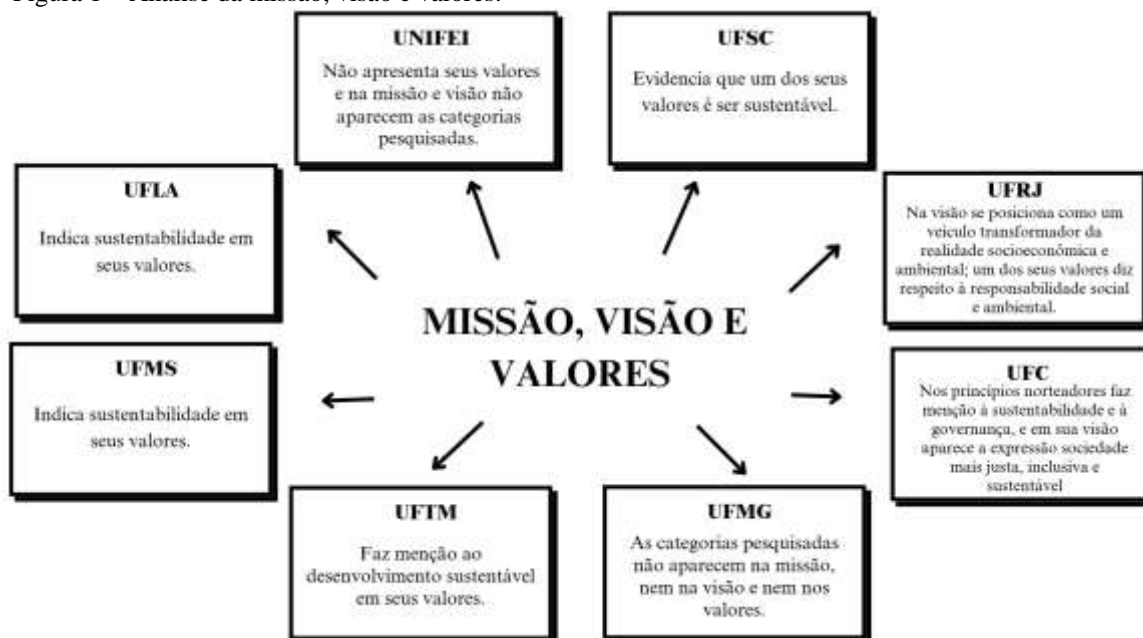 Figura 1 – Análise da missão, visão e valores.
UNIFEI
Não apresenta seus valores
e na missão e visão não
aparecem as categorias
pesquisadas.
UFSC
Evidencia que um dos seus
valores é ser sustentável.
UFLA
Indica sustentabilidade em
seus valores.
UFRJ
Na visão se posiciona como um
veículo transformador da
realidade socioeconômica e
ambiental; um dos seus valores diz
respeito à responsabilidade social
e ambiental.
MISSÃO, VISÃO E
VALORES
UFMS
Indica sustentabilidade em
seus valores.
UFC
Nos princípios norteadores faz
menção à sustentabilidade e à
governança, e em sua visão
aparece a expressão sociedade
mais justa, inclusiva e
sustentável
UFTM
Faz menção ao
desenvolvimento sustentável
em seus valores.
UFMG
As categorias pesquisadas
não aparecem na missão,
nem na visão e nem nos
valores.